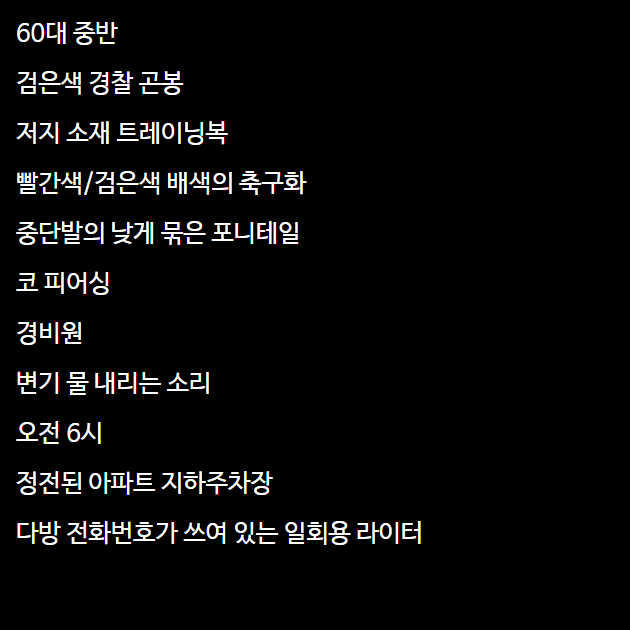 60대 중반
검은색 경찰 곤봉
저지 소재 트레이닝복
빨간색/검은색 배색의 축구화
중단발의 낮게 묶은 포니테일
코 피어싱
경비원
변기 물 내리는 소리
오전 6시
정전된 아파트 지하주차장
다방 전화번호가 쓰여 있는 일회용 라이터